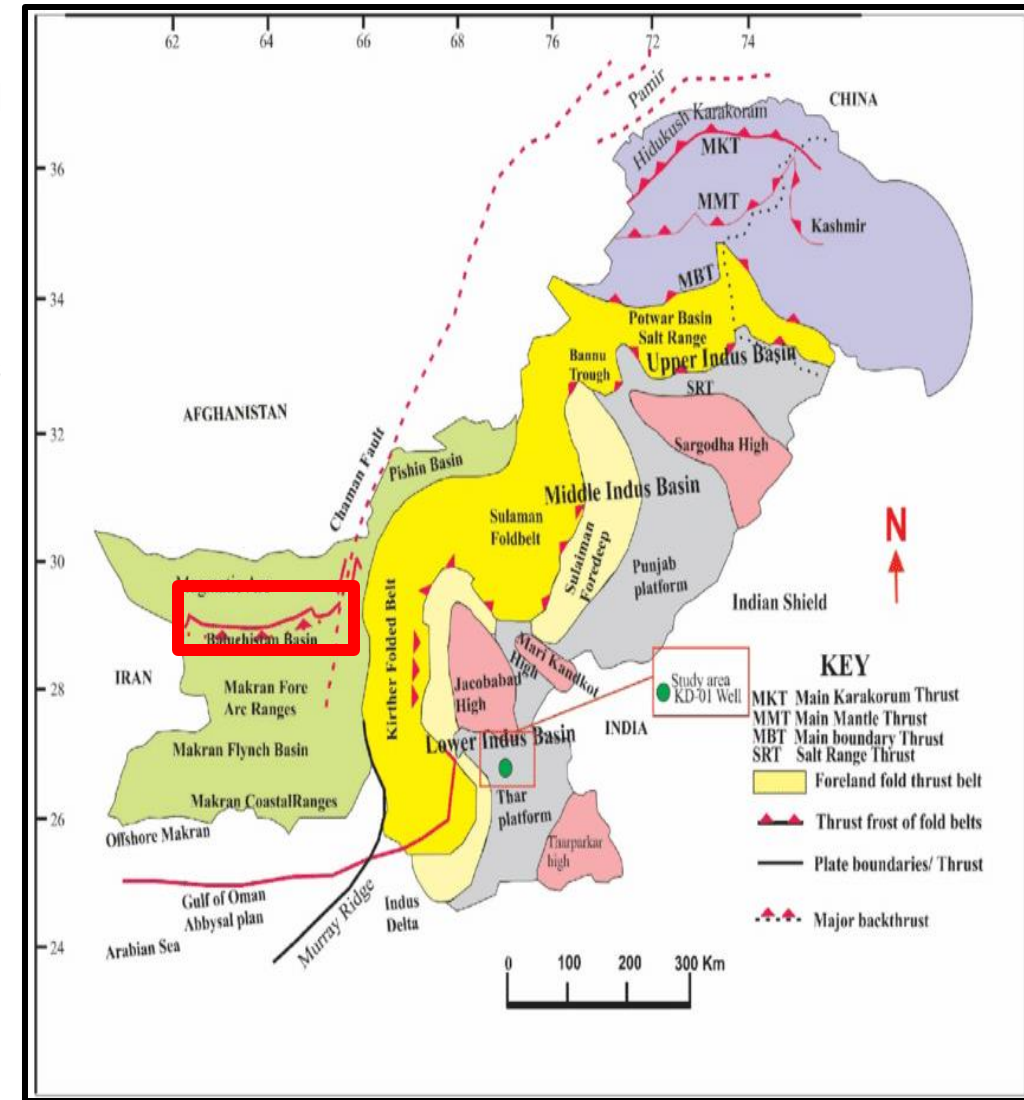 62 64 66 68 76 72 74
36
34
32
30
28
26
24
Pamir
CHINA
Hidukush Karakoram
MKT
MMT
Kashmir
MBT
Potwar Basin
Salt Range
Bannu
Trough
Upper Indus Basin
SRT
AFGHANISTAN
Sargodha High
Chaman Fault
Pishin Basin
Middle Indus Basin
Sulaman
Foldbelt
Sulaiman
Foredeep
Punjab
platform
N
Indian Shield
Baluchistan Basin
Kirther Folded Belt
IRAN
Makran Fore
Arc Ranges
Mari Kandkot
High
Jacobabad
High
Study area
KD-01 Well
INDIA
Makran Flynch Basin
Lower Indus Basin
Makran CoastalRanges
Thar
platform
Offshore Makran
Tharparkar
high
Gulf of Oman
Abbysal plan
Murray Ridge
Indus
Delta
Arabian Sea
KEY
MKT Main Karakorum Thrust
MMT Main Mantle Thrust
MBT Main boundary Thrust
SRT Salt Range Thrust
Foreland fold thrust belt
Thrust frost of fold belts
Plate boundaries/ Thrust
Major backthrust
0 100 200 300 Km